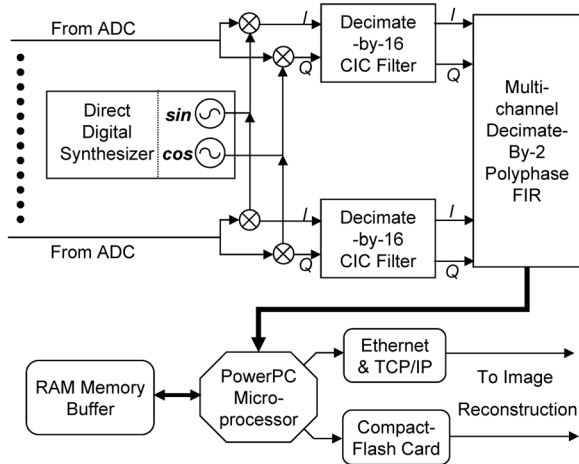 From ADC
I
Q
Decimate
-by-16
CIC Filter
I
Q
Multi-
channel
Decimate-
By-2
Polyphase
FIR
Direct
Digital
Synthesizer
sin
cos
From ADC
I
Q
Decimate
-by-16
CIC Filter
I
Q
RAM Memory
Buffer
PowerPC
Micro-
processor
Ethernet
& TCP/IP
To Image
Reconstruction
Compact-
Flash Card